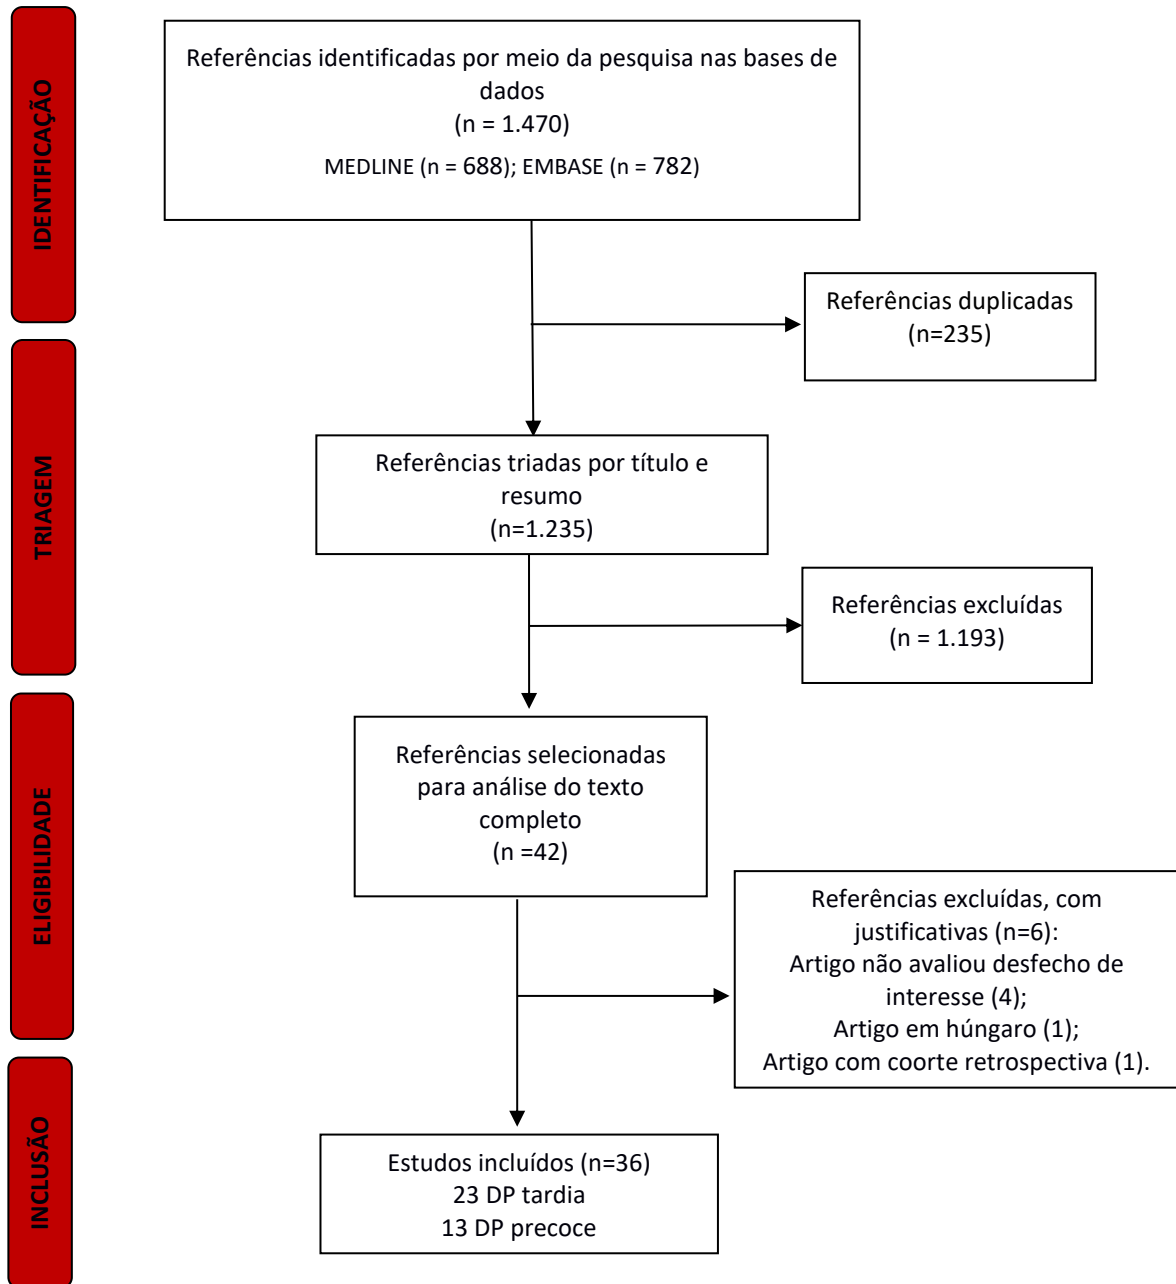 IDENTIFICAÇÃO
Referências identificadas por meio da pesquisa nas bases de
dados
(n = 1.470)
MEDLINE (n = 688); EMBASE (n = 782)
Referências duplicadas
(n=235)
TRIAGEM
Referências triadas por título e
resumo
(n=1.235)
Referências excluídas
(n = 1.193)
ELIGIBILIDADE
Referências selecionadas
para análise do texto
completo
(n =42)
Referências excluídas, com
justificativas (n=6):
Artigo não avaliou desfecho de
interesse (4);
Artigo em húngaro (1);
Artigo com coorte retrospectiva (1).
INCLUSÃO
Estudos incluídos (n=36)
23 DP tardia
13 DP precoce